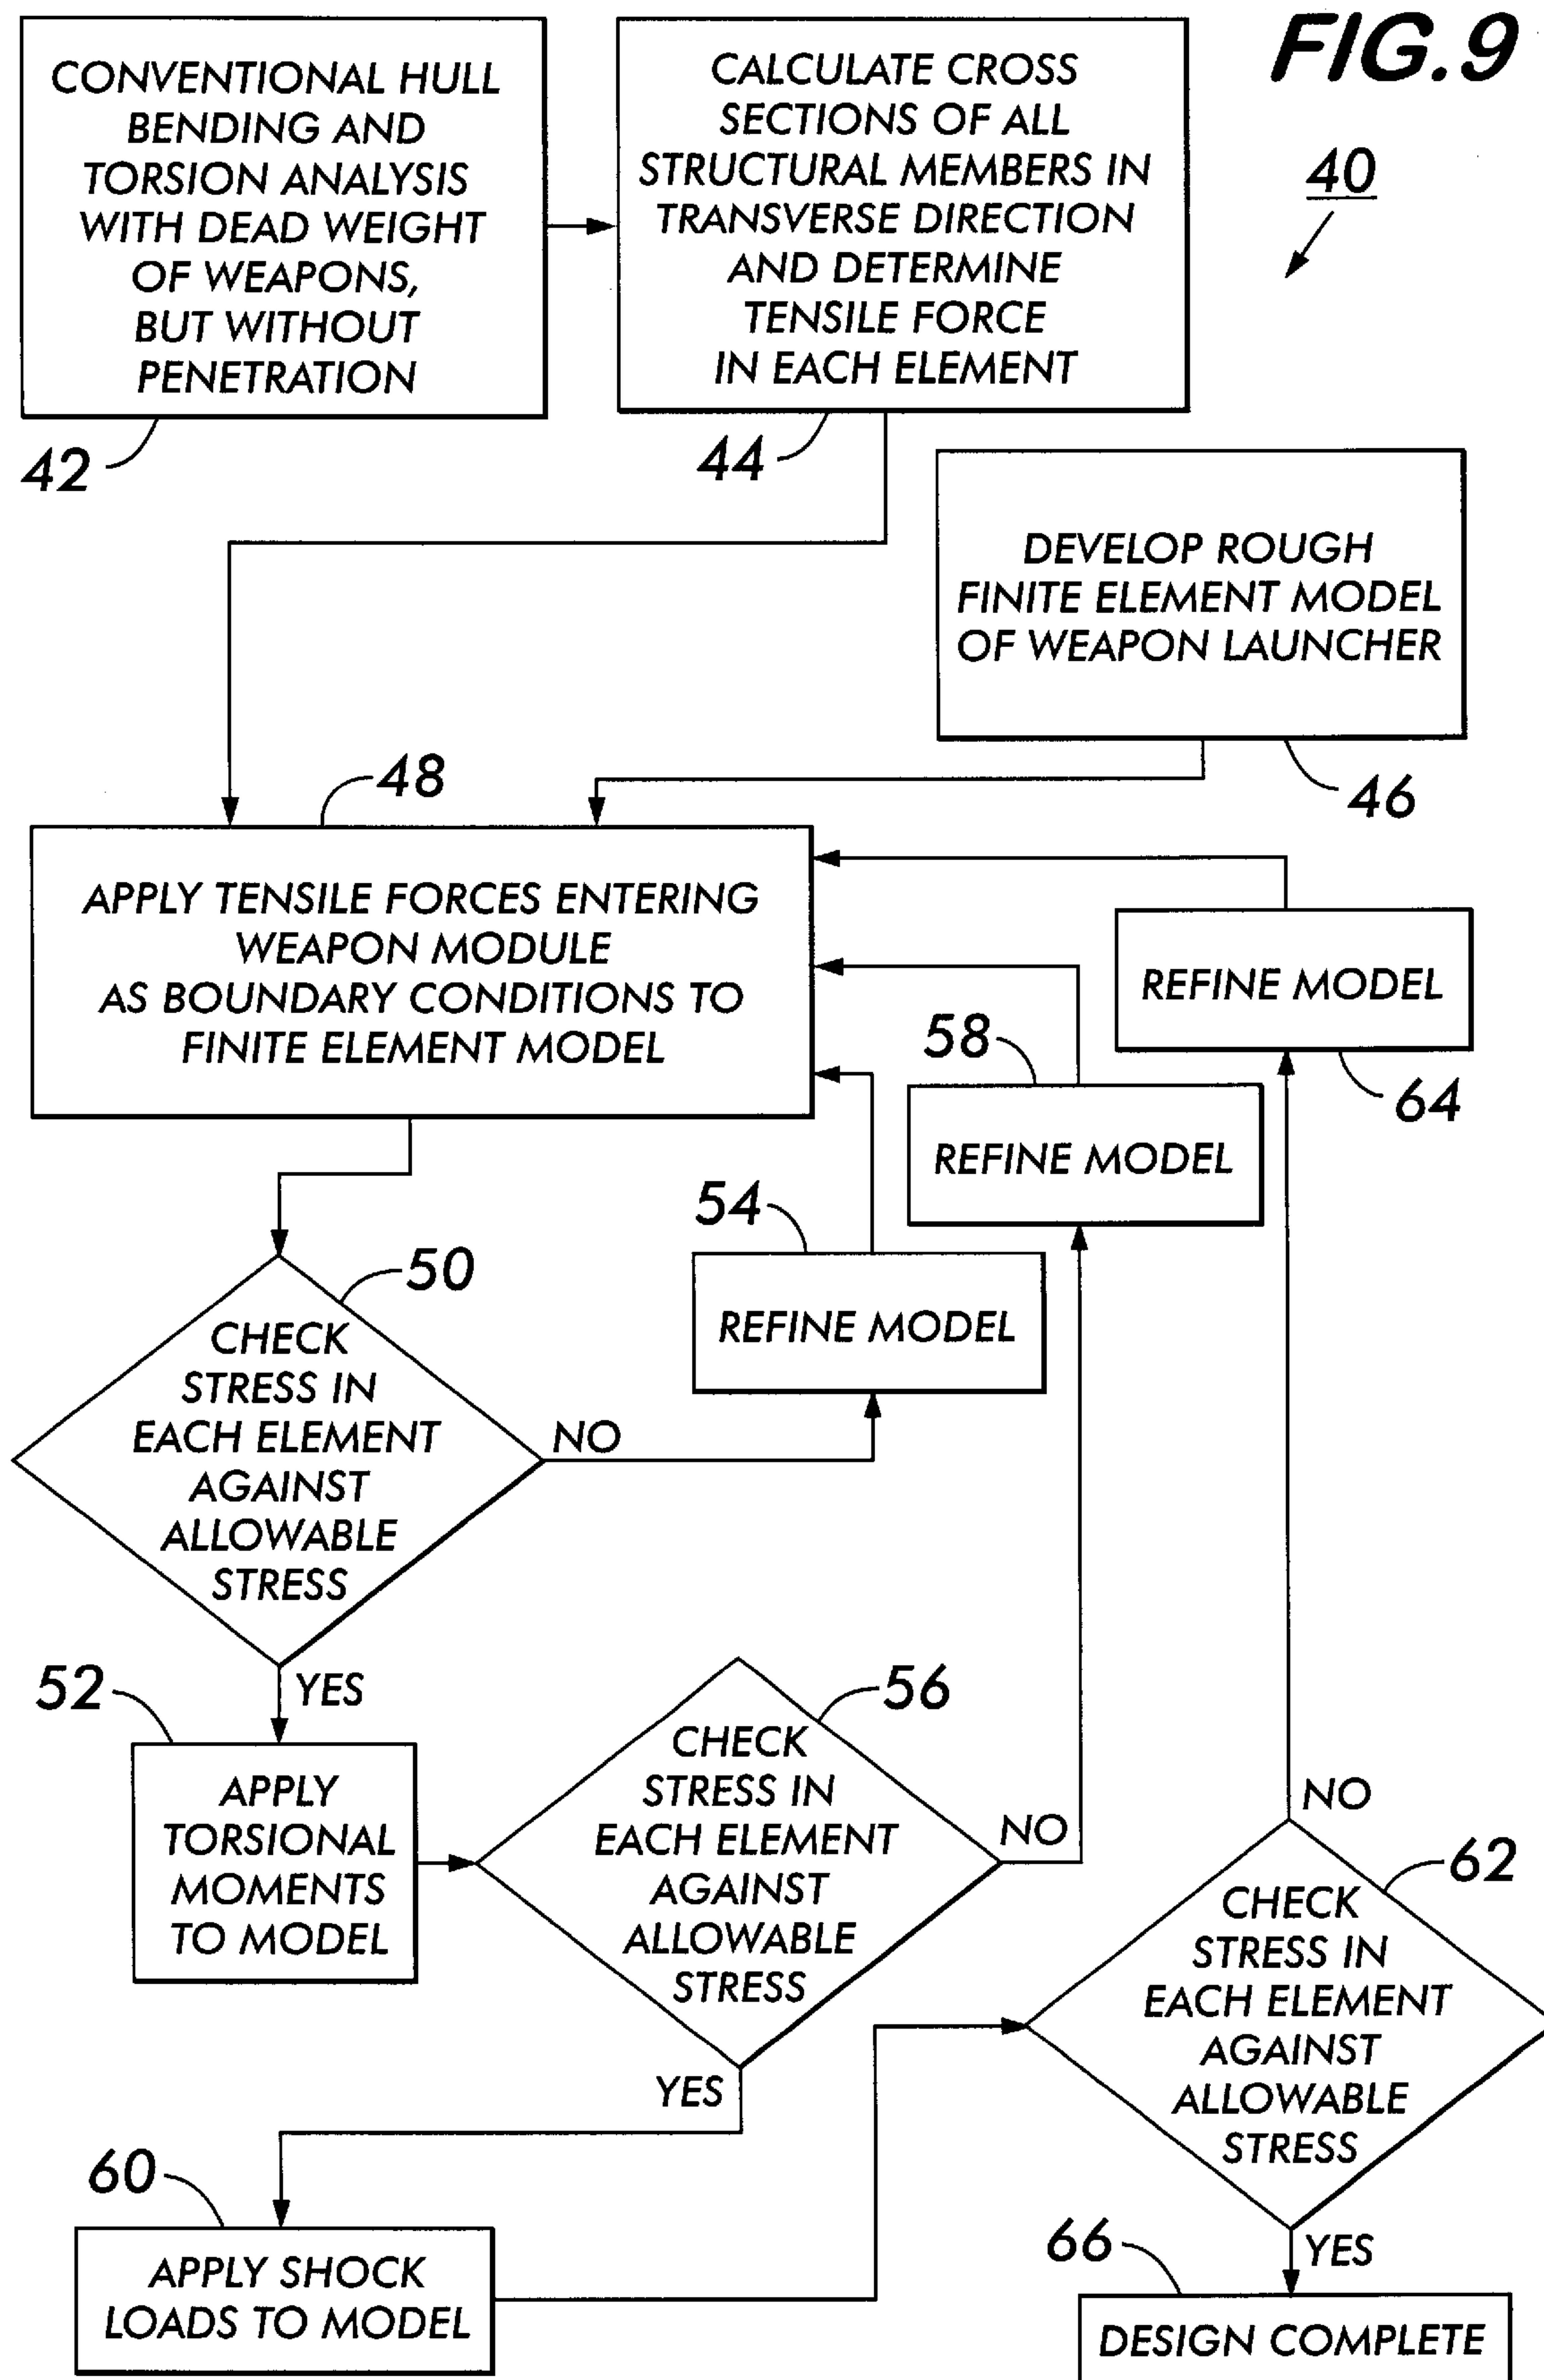 FIG.9
40
CONVENTIONAL HULL
BENDING AND
TORSION ANALYSIS
WITH DEAD WEIGHT
OF WEAPONS,
BUT WITHOUT
PENETRATION
42
CALCULATE CROSS
SECTIONS OF ALL
STRUCTURAL MEMBERS IN
TRANSVERSE DIRECTION
AND DETERMINE
TENSILE FORCE
IN EACH ELEMENT
44
DEVELOP ROUGH
FINITE ELEMENT MODEL
OF WEAPON LAUNCHER
46
48
APPLY TENSILE FORCES ENTERING
WEAPON MODULE
AS BOUNDARY CONDITIONS TO
FINITE ELEMENT MODEL
REFINE MODEL
64
58
REFINE MODEL
54
REFINE MODEL
50
CHECK
STRESS IN
EACH ELEMENT
AGAINST
ALLOWABLE
STRESS
NO
YES
52
APPLY
TORSIONAL
MOMENTS
TO MODEL
56
CHECK
STRESS IN
EACH ELEMENT
AGAINST
ALLOWABLE
STRESS
NO
YES
60
APPLY SHOCK
LOADS TO MODEL
NO
62
CHECK
STRESS IN
EACH ELEMENT
AGAINST
ALLOWABLE
STRESS
YES
66
DESIGN COMPLETE